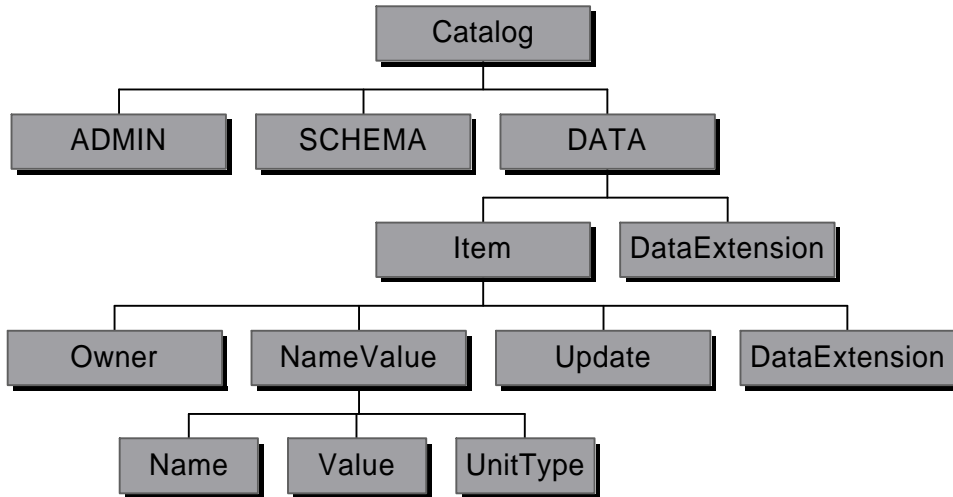 Catalog
ADMIN SCHEMA DATA
Item DataExtension
Owner NameValue Update DataExtension
Name Value UnitType